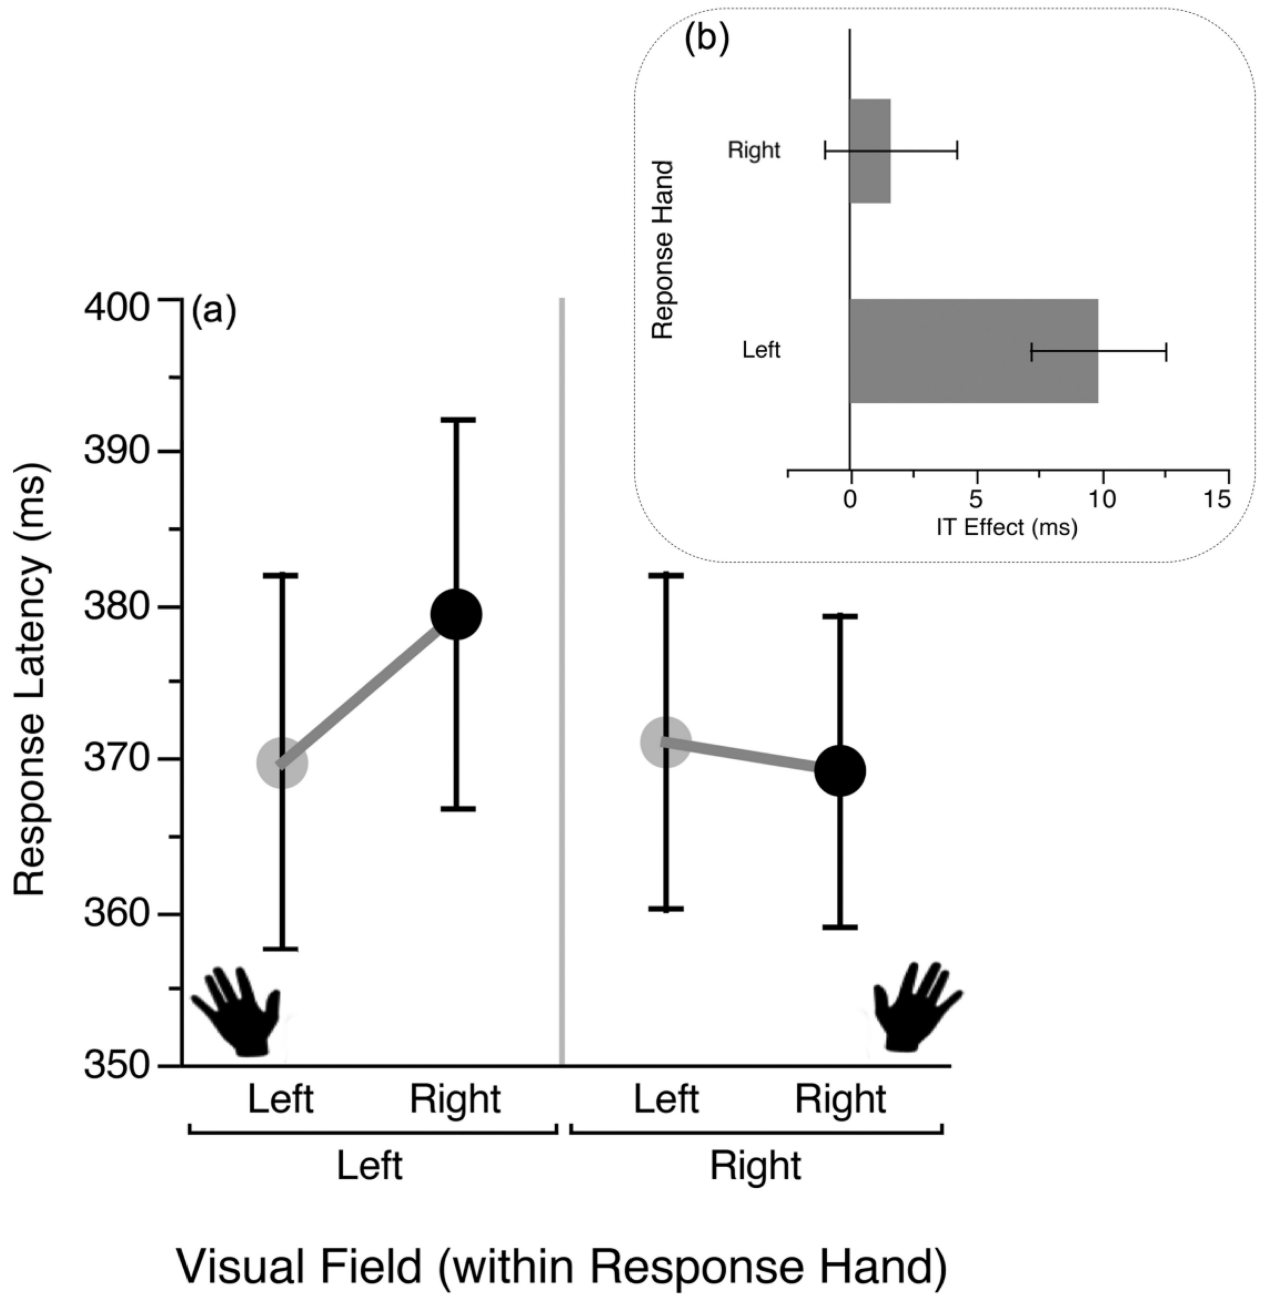 (b)
Right
Left
Reponse Hand
0 5 10 15
IT Effect (ms)
(a)
400
390
380
370
360
350
Response Latency (ms)
Left Right Left Right
Left Right
Visual Field (within Response Hand)